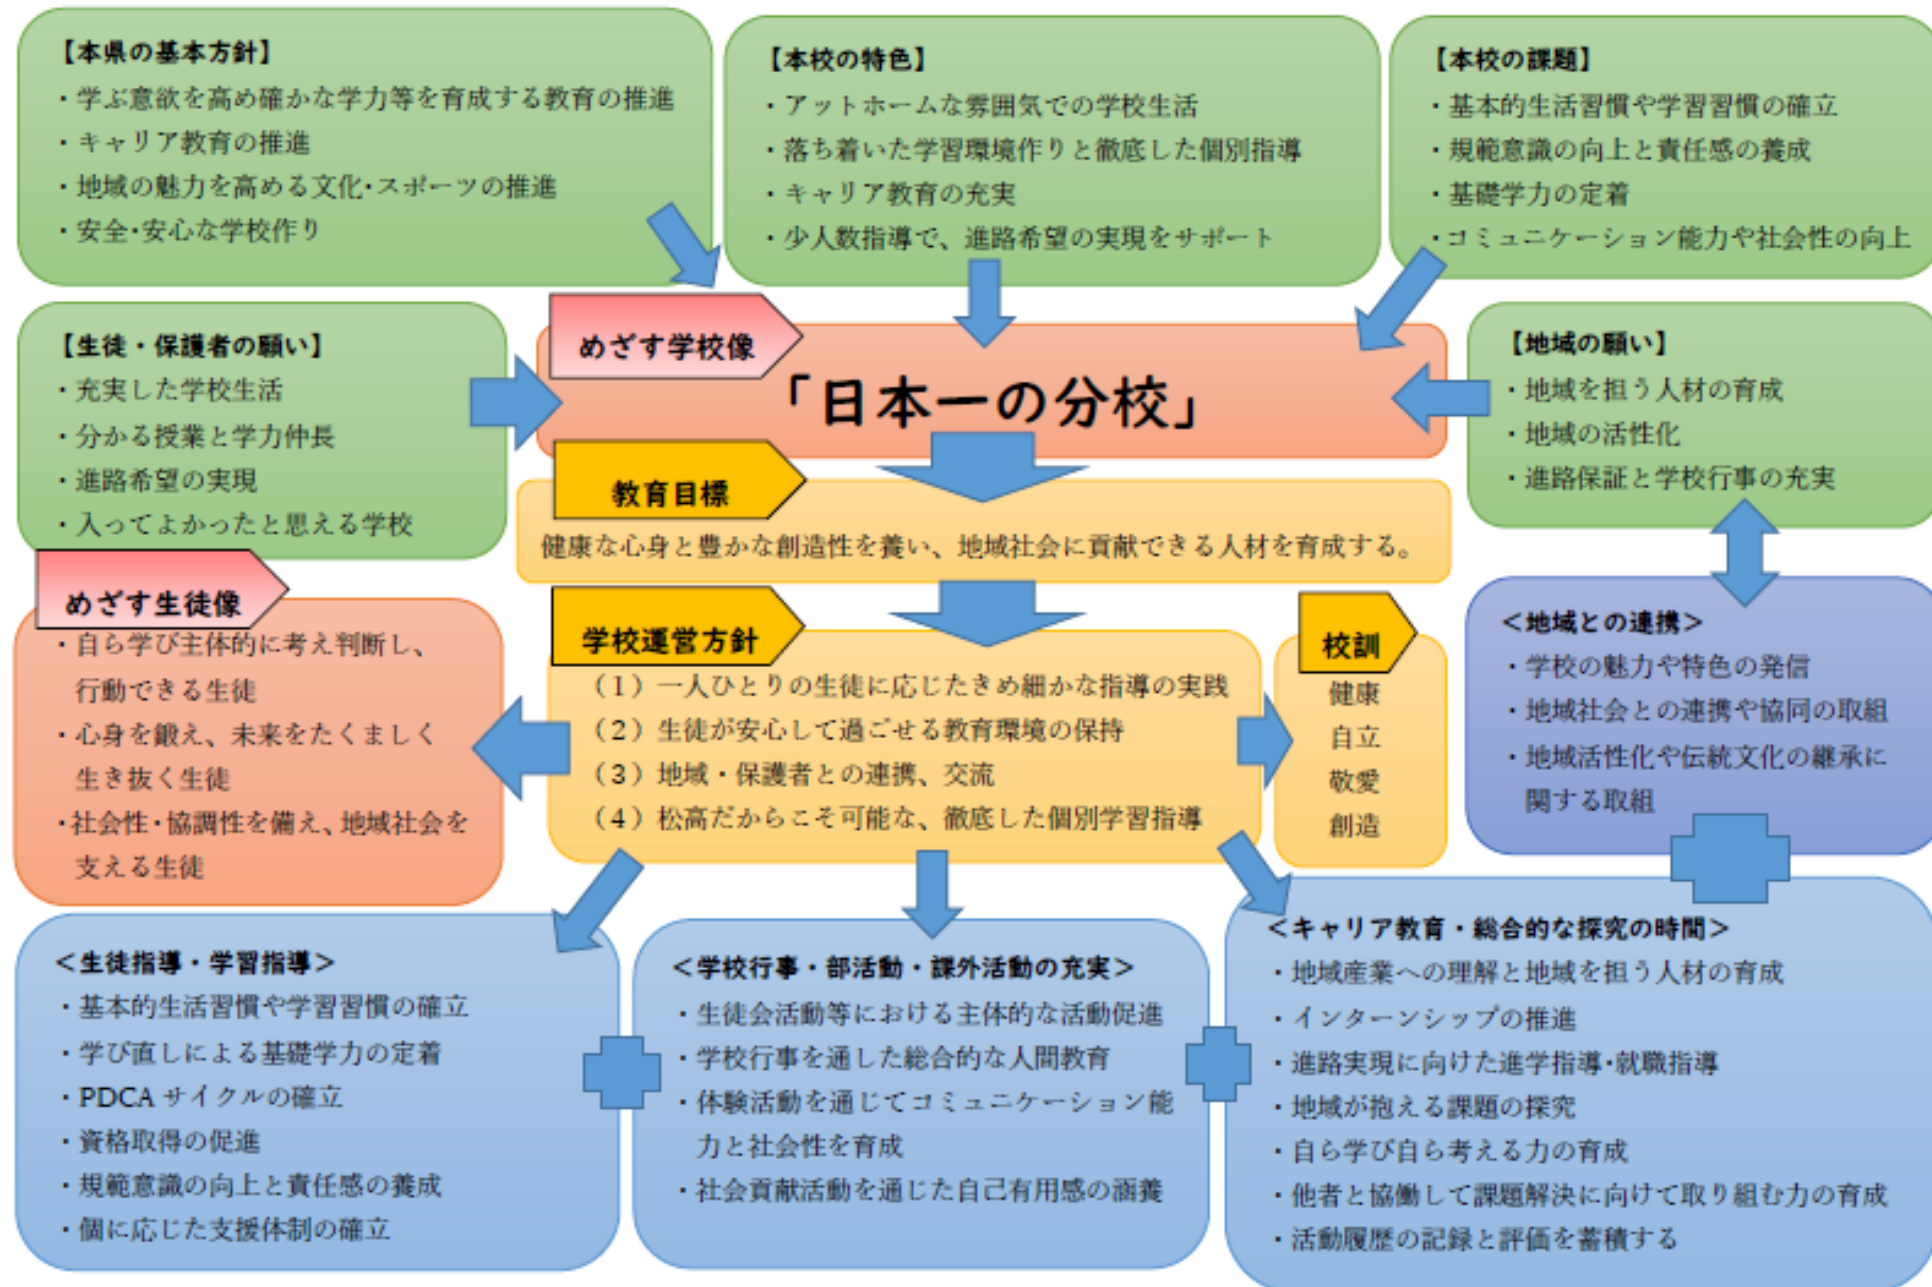 【本県の基本方針】
・学ぶ意欲を高め確かな学力等を育成する教育の推進
・キャリア教育の推進
・地域の魅力を高める文化・スポーツの推進
・安全・安心な学校作り
【本校の特色】
・アットホームな雰囲気での学校生活
・落ち着いた学習環境作りと徹底した個別指導
・キャリア教育の充実
・少人数指導で、進路希望の実現をサポート
【本校の課題】
・基本的生活習慣や学習習慣の確立
・規範意識の向上と責任感の養成
・基礎学力の定着
・コミュニケーション能力や社会性の向上
【生徒・保護者の願い】
・充実した学校生活
・分かる授業と学力伸長
・進路希望の実現
・入ってよかったと思える学校
めざす学校像
「日本一の分校」
【地域の願い】
・地域を担う人材の育成
・地域の活性化
・進路保証と学校行事の充実
教育目標
健康な心身と豊かな創造性を養い、地域社会に貢献できる人材を育成する。
めざす生徒像
・自ら学び主体的に考え判断し、
行動できる生徒
・心身を鍛え、未来をたくましく
生き抜く生徒
・社会性・協調性を備え、地域社会を
支える生徒
学校運営方針
（1）一人ひとりの生徒に応じたきめ細かな指導の実践
（2）生徒が安心して過ごせる教育環境の保持
（3）地域・保護者との連携、交流
（4）松高だからこそ可能な、徹底した個別学習指導
校訓
健康
自立
敬愛
創造
＜地域との連携＞
・学校の魅力や特色の発信
・地域社会との連携や協同の取組
・地域活性化や伝統文化の継承に
関する取組
＜生徒指導・学習指導＞
・基本的生活習慣や学習習慣の確立
・学び直しによる基礎学力の定着
・PDCA サイクルの確立
・資格取得の促進
・規範意識の向上と責任感の養成
・個に応じた支援体制の確立
＜学校行事・部活動・課外活動の充実＞
・生徒会活動等における主体的な活動促進
・学校行事を通した総合的な人間教育
・体験活動を通じてコミュニケーション能
力と社会性を育成
・社会貢献活動を通じた自己有用感の涵養
＜キャリア教育・総合的な探究の時間＞
・地域産業への理解と地域を担う人材の育成
・インターンシップの推進
・進路実現に向けた進学指導・就職指導
・地域が抱える課題の探究
・自ら学び自ら考える力の育成
・他者と協働して課題解決に向けて取り組む力の育成
・活動履歴の記録と評価を蓄積する